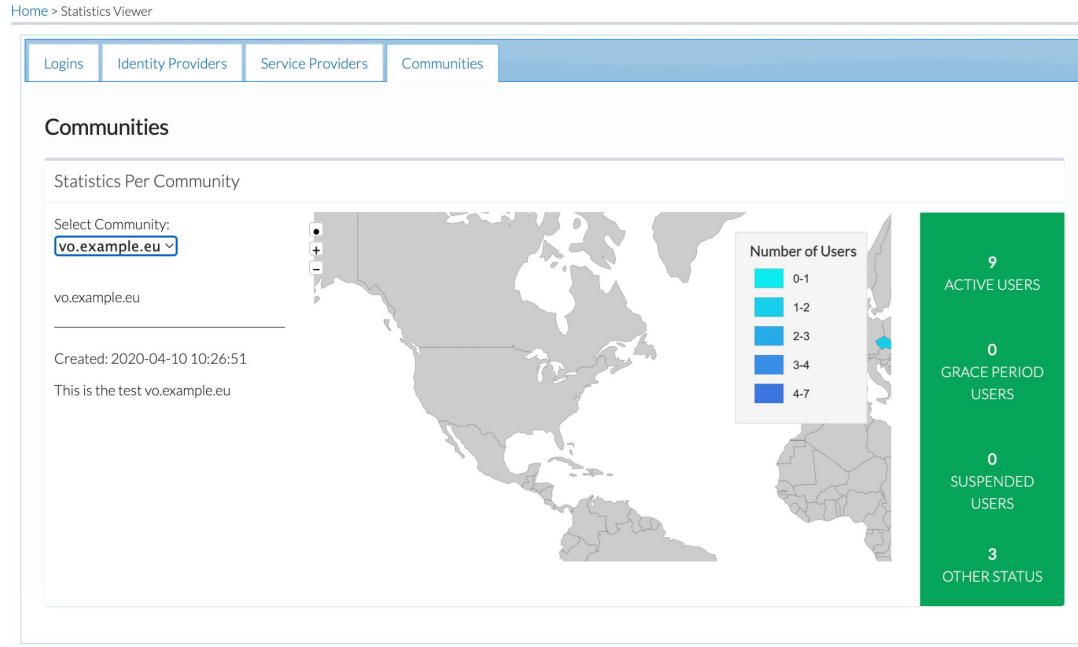 Home > Statistics Viewer
Logins
Identity Providers
Service Providers
Communities
Communities
Statistics Per Community
Select Community:
vo.example.eu
vo.example.eu
Created: 2020-04-10 10:26:51
This is the test vo.example.eu
+
−
Number of Users
0-1
1-2
2-3
3-4
4-7
9
ACTIVE USERS
0
GRACE PERIOD
USERS
0
SUSPENDED
USERS
3
OTHER STATUS